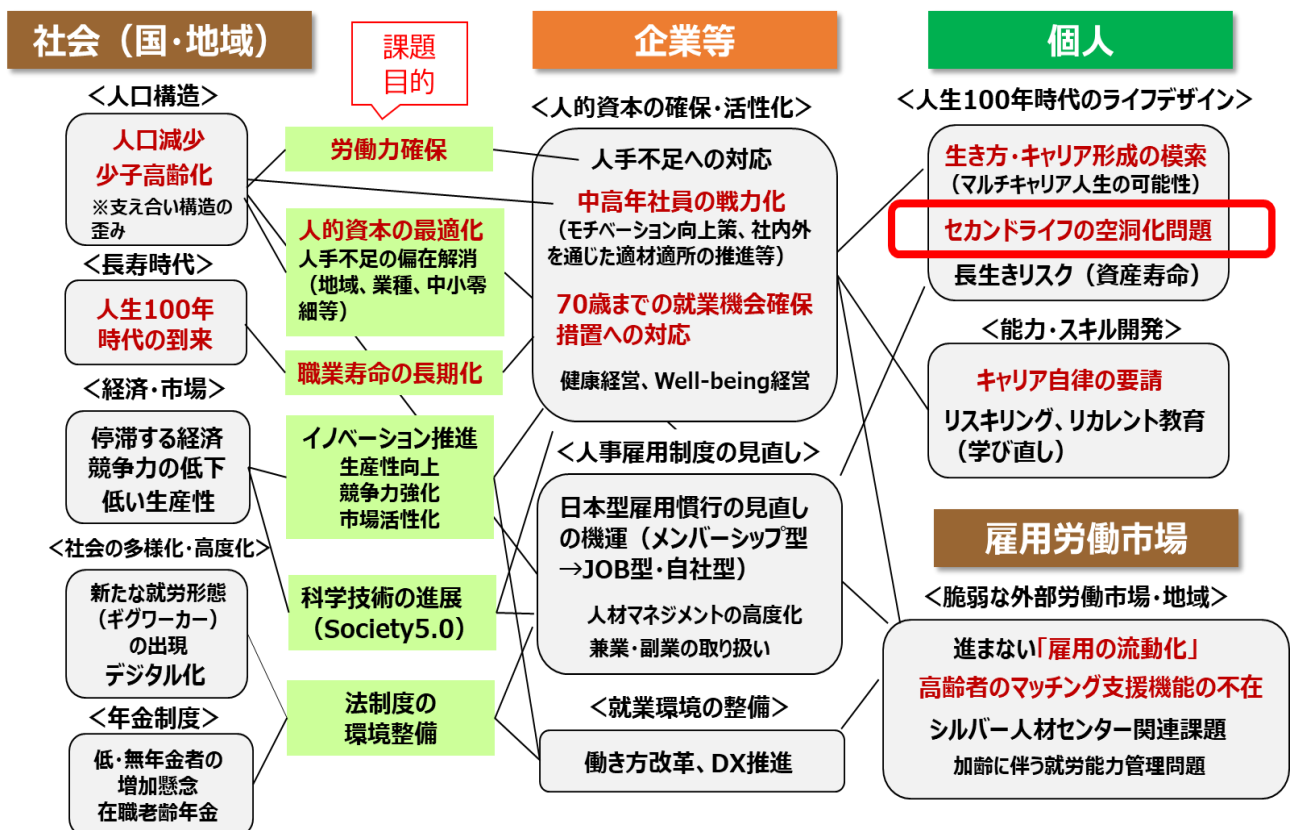 社会（国・地域）
＜人口構造＞
人口減少
少子高齢化
※支え合い構造の
歪み
＜長寿時代＞
人生100年
時代の到来
＜経済・市場＞
停滞する経済
競争力の低下
低い生産性
＜社会の多様化・高度化＞
新たな就労形態
（ギグワーカー）
の出現
デジタル化
＜年金制度＞
低・無年金者の
増加懸念
在職老齢年金
課題
目的
労働力確保
人的資本の最適化
人手不足の偏在解消
（地域、業種、中小零
細等）
職業寿命の長期化
イノベーション推進
生産性向上
競争力強化
市場活性化
科学技術の進展
（Society5.0）
法制度の
環境整備
企業等
＜人的資本の確保・活性化＞
人手不足への対応
中高年社員の戦力化
（モチベーション向上策、社内外
を通じた適材適所の推進等）
70歳までの就業機会確保
措置への対応
健康経営、Well-being経営
＜人事雇用制度の見直し＞
日本型雇用慣行の見直し
の機運（メンバーシップ型
→JOB型・自社型）
人材マネジメントの高度化
兼業・副業の取り扱い
＜就業環境の整備＞
働き方改革、DX推進
個人
＜人生100年時代のライフデザイン＞
生き方・キャリア形成の模索
（マルチキャリア人生の可能性）
セカンドライフの空洞化問題
長生きリスク（資産寿命）
＜能力・スキル開発＞
キャリア自律の要請
リスキリング、リカレント教育
（学び直し）
雇用労働市場
＜脆弱な外部労働市場・地域＞
進まない「雇用の流動化」
高齢者のマッチング支援機能の不在
シルバー人材センター関連課題
加齢に伴う就労能力管理問題